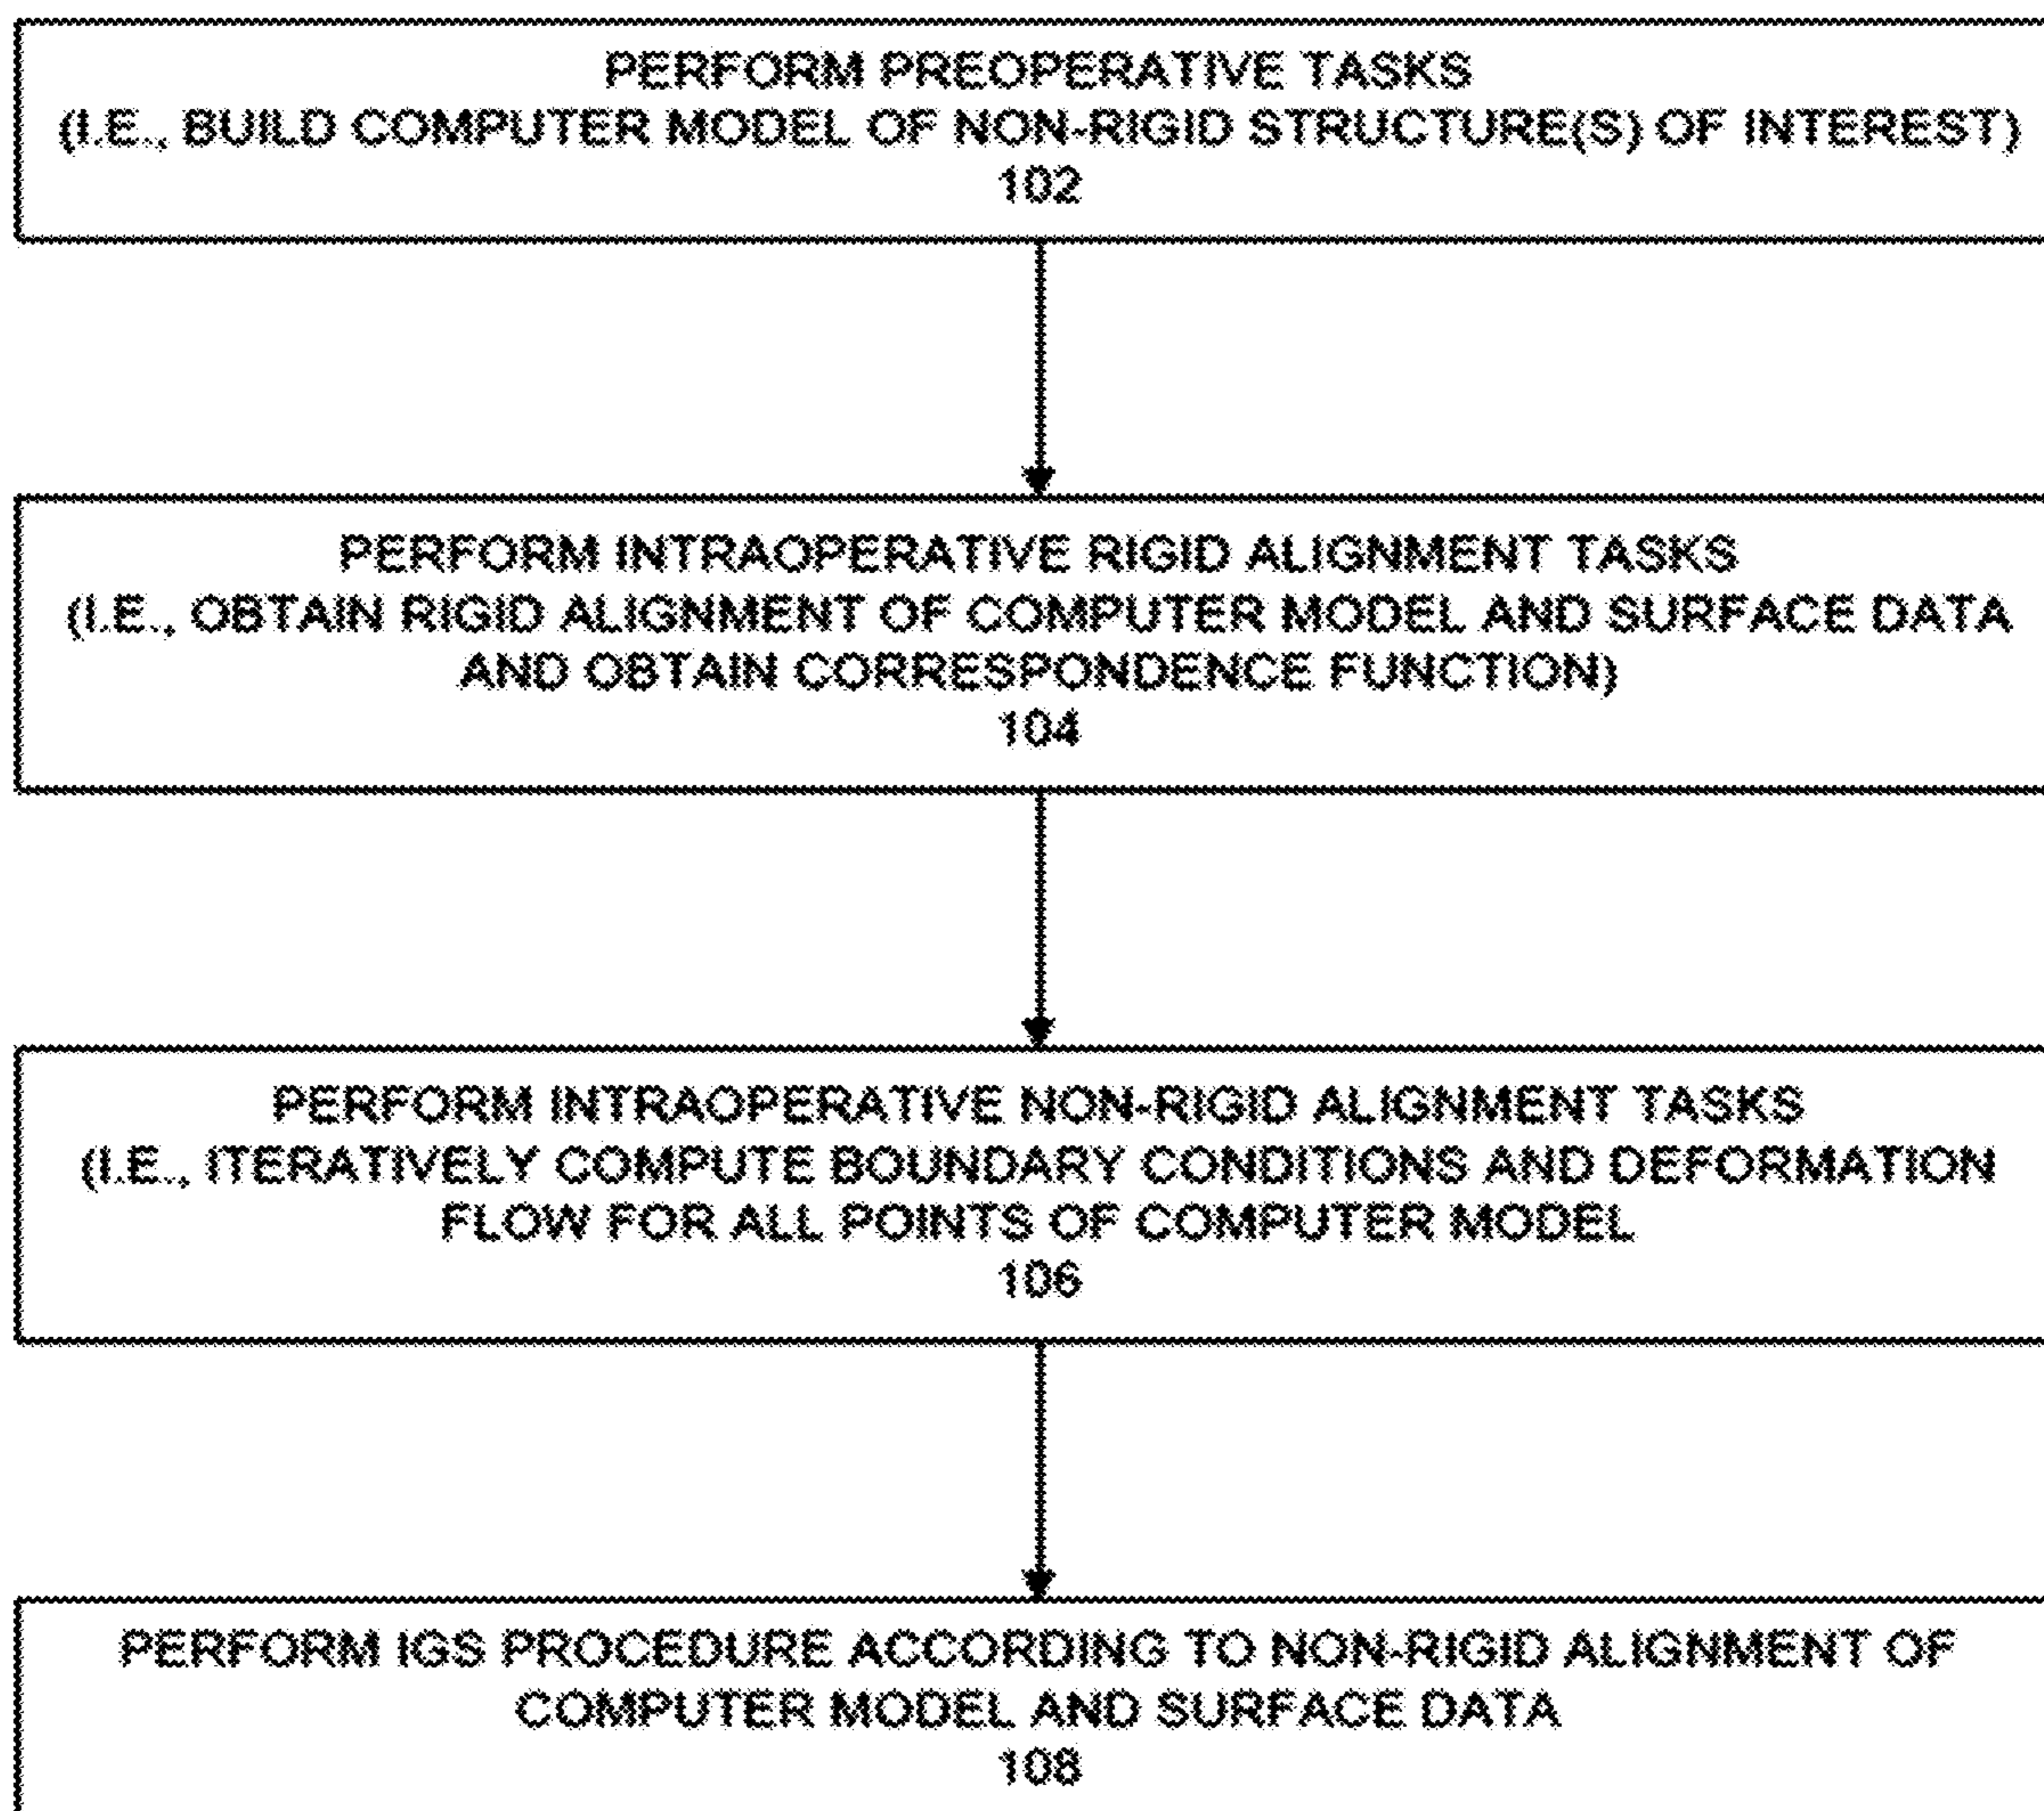 PERFORM PREOPERATIVE TASKS
(I.E., BUILD COMPUTER MODEL OF NON-RIGID STRUCTURE(S) OF INTEREST)
102
PERFORM INTRAOPERATIVE RIGID ALIGNMENT TASKS
(I.E., OBTAIN RIGID ALIGNMENT OF COMPUTER MODEL AND SURFACE DATA
AND OBTAIN CORRESPONDENCE FUNCTION)
104
PERFORM INTRAOPERATIVE NON-RIGID ALIGNMENT TASKS
(I.E., ITERATIVELY COMPUTE BOUNDARY CONDITIONS AND DEFORMATION
FLOW FOR ALL POINTS OF COMPUTER MODEL
106
PERFORM IGS PROCEDURE ACCORDING TO NON-RIGID ALIGNMENT OF
COMPUTER MODEL AND SURFACE DATA
108